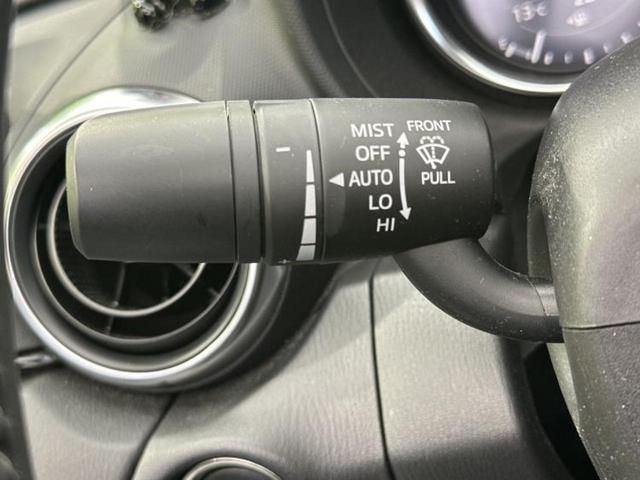 MIST FRONT
OFF
AUTO PULL
LO
HI
-
+
13°C